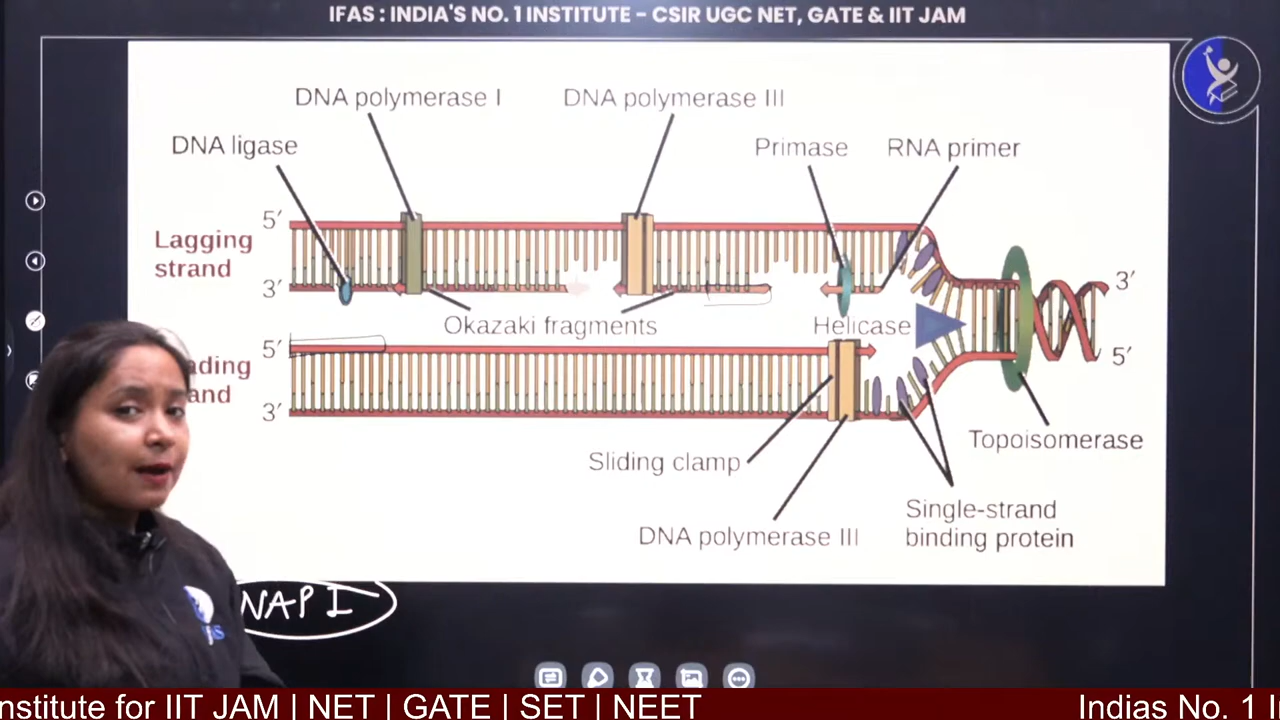 IFAS : INDIA'S NO. 1 INSTITUTE – CSIR UGC NET, GATE & IIT JAM
DNA polymerase I
DNA polymerase III
DNA ligase
Primase
RNA primer
5′
Lagging
strand
3′
3′
5′
Okazaki fragments
Helicase
5′
ading
and
3′
Topoisomerase
Sliding clamp
DNA polymerase III
Single-strand
binding protein
NAP I
nstitute for IIT JAM | NET | GATE | SET | NEET
Indias No. 1 I